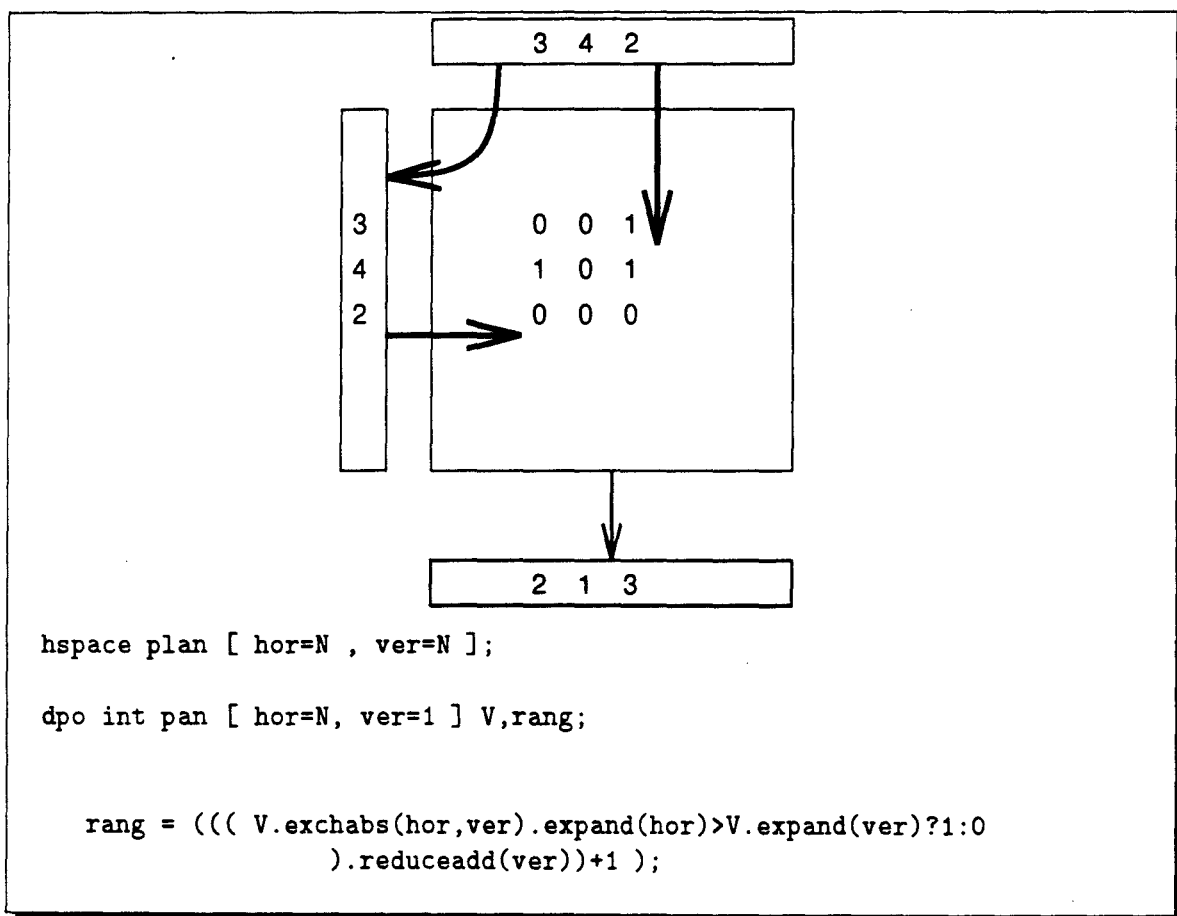 3 4 2
3 0 0 1
4 1 0 1
2 0 0 0
2 1 3
hspace plan [ hor=N , ver=N ];
dpo int pan [ hor=N, ver=1 ] V,rang;
rang = ((( V.exchabs(hor,ver).expand(hor)>V.expand(ver)?1:0
).reduceadd(ver))+1 );